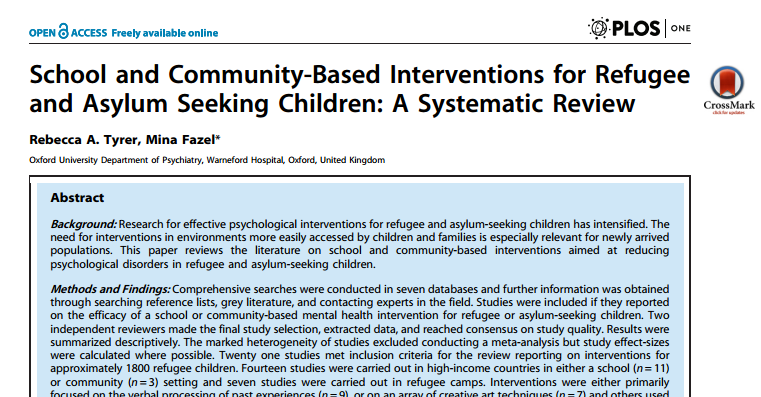 OPEN ACCESS Freely available online
PLOS ONE
School and Community-Based Interventions for Refugee
and Asylum Seeking Children: A Systematic Review
CrossMark
click for updates
Rebecca A. Tyrer, Mina Fazel*
Oxford University Department of Psychiatry, Warneford Hospital, Oxford, United Kingdom
Abstract
Background: Research for effective psychological interventions for refugee and asylum-seeking children has intensified. The
need for interventions in environments more easily accessed by children and families is especially relevant for newly arrived
populations. This paper reviews the literature on school and community-based interventions aimed at reducing
psychological disorders in refugee and asylum-seeking children.
Methods and Findings: Comprehensive searches were conducted in seven databases and further information was obtained
through searching reference lists, grey literature, and contacting experts in the field. Studies were included if they reported
on the efficacy of a school or community-based mental health intervention for refugee or asylum-seeking children. Two
independent reviewers made the final study selection, extracted data, and reached consensus on study quality. Results were
summarized descriptively. The marked heterogeneity of studies excluded conducting a meta-analysis but study effect-sizes
were calculated where possible. Twenty one studies met inclusion criteria for the review reporting on interventions for
approximately 1800 refugee children. Fourteen studies were carried out in high-income countries in either a school (n = 11)
or community (n = 3) setting and seven studies were carried out in refugee camps. Interventions were either primarily
focused on the verbal processing of past experiences (n = 9), or on an array of creative art techniques (n = 7) and others used